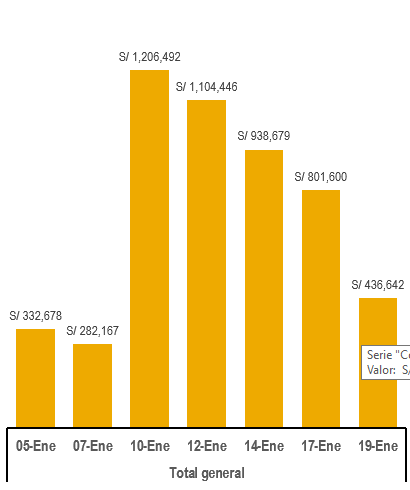 S/ 1,206,492
S/ 1,104,446
S/ 938,679
S/ 801,600
S/ 436,642
S/ 332,678
S/ 282,167
Serie "C
Valor: S/
05-Ene 07-Ene 10-Ene 12-Ene 14-Ene 17-Ene 19-Ene
Total general